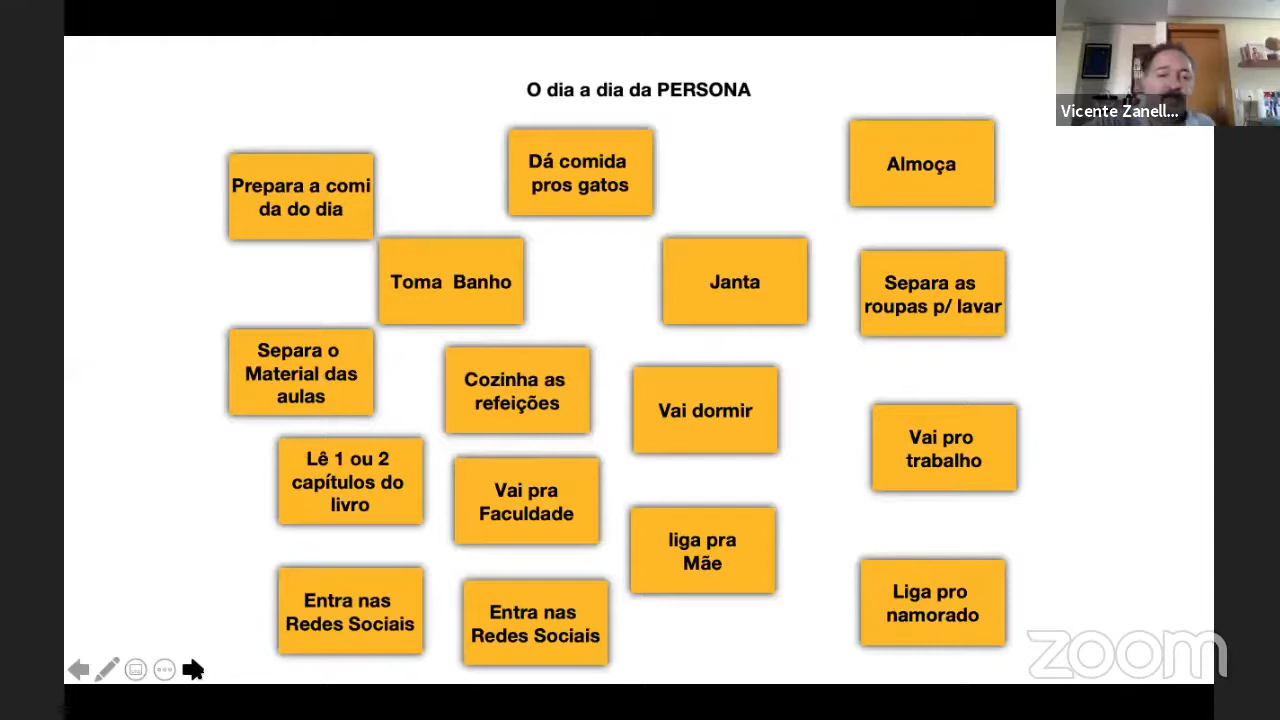 O dia a dia da PERSONA
Vicente Zanell...
Prepara a comi
da do dia
Dá comida
pros gatos
Almoça
Toma Banho
Janta
Separa as
roupas p/ lavar
Separa o
Material das
aulas
Cozinha as
refeições
Vai dormir
Vai pro
trabalho
Lê 1 ou 2
capítulos do
livro
Vai pra
Faculdade
liga pra
Mãe
Entra nas
Redes Sociais
Entra nas
Redes Sociais
Liga pro
namorado
zoom